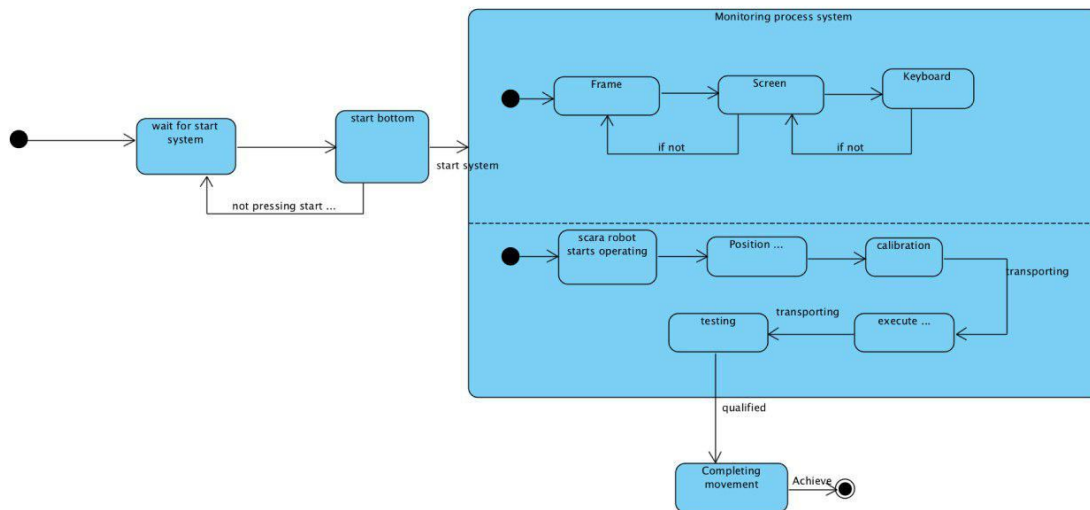 Monitoring process system
Frame
Screen
Keyboard
wait for start
system
start bottom
start system
if not
if not
not pressing start ...
scara robot
starts operating
Position ...
calibration
transporting
transporting
testing
execute ...
qualified
Completing
movement
Achieve